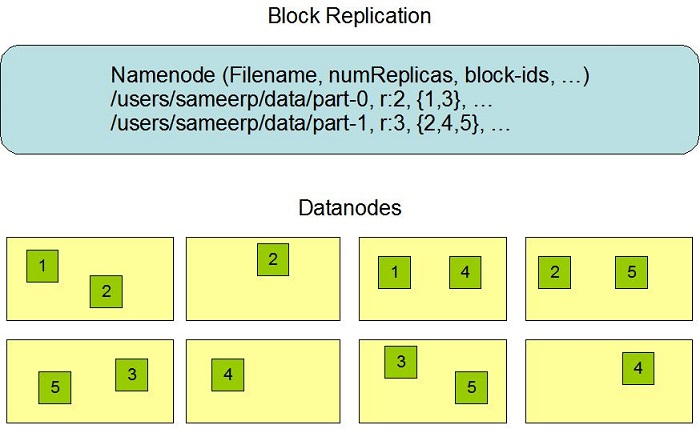 Block Replication
Namenode (Filename, numReplicas, block-ids, …)
/users/sameerp/data/part-0, r:2, {1,3}, …
/users/sameerp/data/part-1, r:3, {2,4,5}, …
Datanodes
1
2
2
1
4
2
5
5
3
4
3
5
4